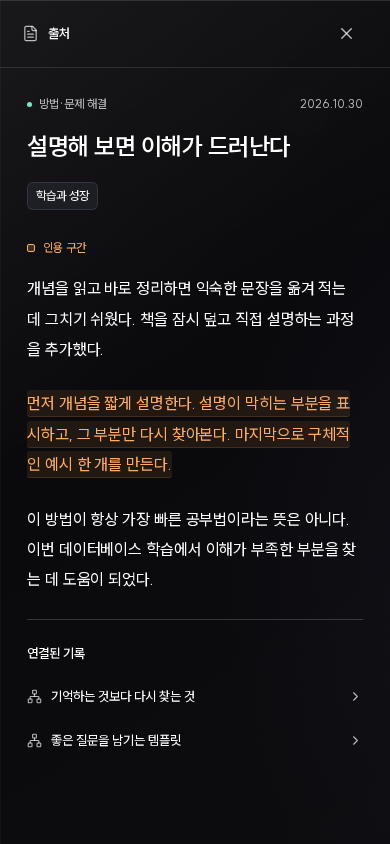 출처
방법·문제 해결
2026.10.30
설명해 보면 이해가 드러난다
학습과 성장
인용 구간
개념을 읽고 바로 정리하면 익숙한 문장을 옮겨 적는
데 그치기 쉬웠다. 책을 잠시 덮고 직접 설명하는 과정
을 추가했다.
먼저 개념을 짧게 설명한다. 설명이 막히는 부분을 표
시하고, 그 부분만 다시 찾아본다. 마지막으로 구체적
인 예시 한 개를 만든다.
이 방법이 항상 가장 빠른 공부법이라는 뜻은 아니다.
이번 데이터베이스 학습에서 이해가 부족한 부분을 찾
는 데 도움이 되었다.
연결된 기록
기억하는 것보다 다시 찾는 것
좋은 질문을 남기는 템플릿